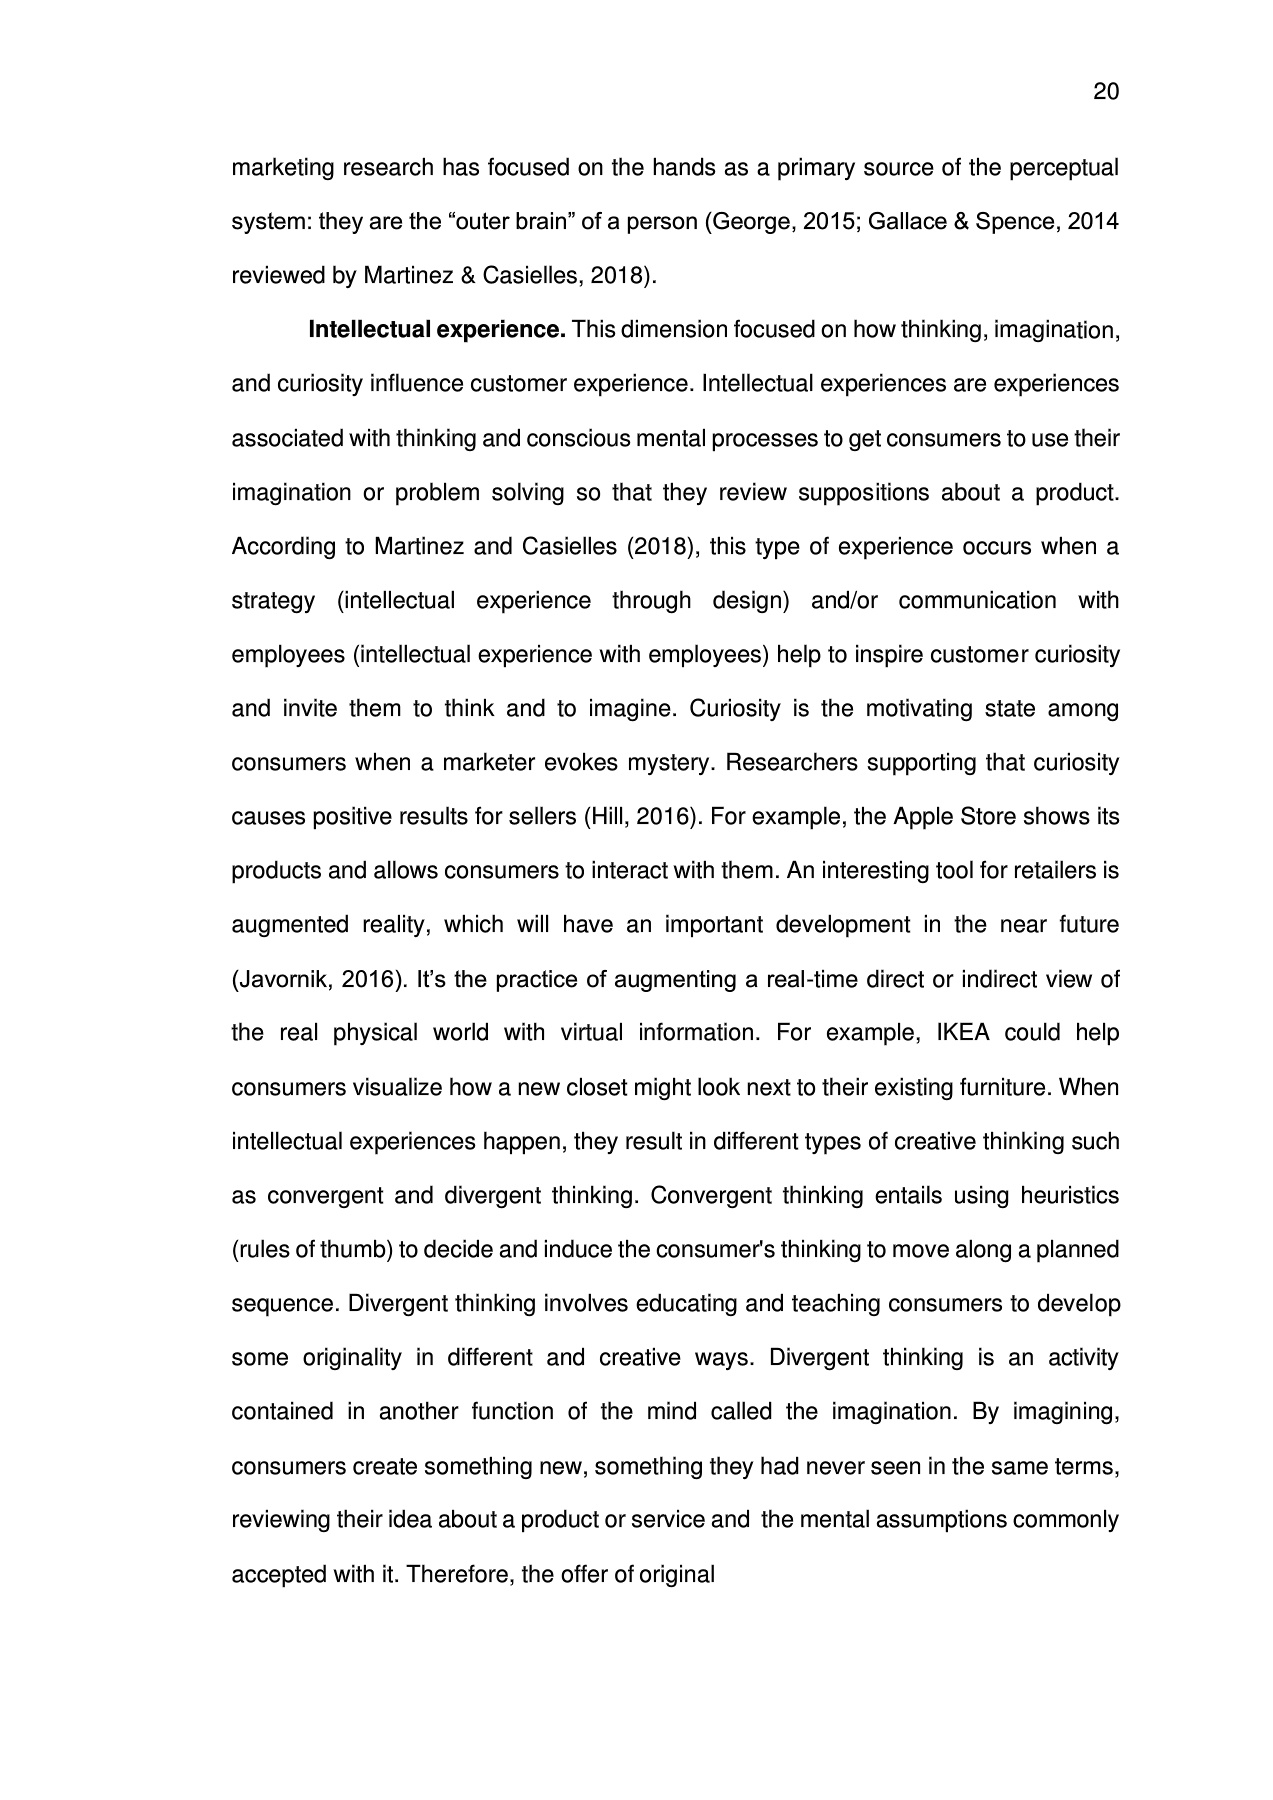 20
marketing research has focused on the hands as a primary source of the perceptual
system: they are the “outer brain” of a person (George, 2015; Gallace & Spence, 2014
reviewed by Martinez & Casielles, 2018).
Intellectual experience. This dimension focused on how thinking, imagination,
and curiosity influence customer experience. Intellectual experiences are experiences
associated with thinking and conscious mental processes to get consumers to use their
imagination or problem solving so that they review suppositions about a product.
According to Martinez and Casielles (2018), this type of experience occurs when a
strategy (intellectual experience through design) and/or communication with
employees (intellectual experience with employees) help to inspire customer curiosity
and invite them to think and to imagine. Curiosity is the motivating state among
consumers when a marketer evokes mystery. Researchers supporting that curiosity
causes positive results for sellers (Hill, 2016). For example, the Apple Store shows its
products and allows consumers to interact with them. An interesting tool for retailers is
augmented reality, which will have an important development in the near future
(Javornik, 2016). It’s the practice of augmenting a real-time direct or indirect view of
the real physical world with virtual information. For example, IKEA could help
consumers visualize how a new closet might look next to their existing furniture. When
intellectual experiences happen, they result in different types of creative thinking such
as convergent and divergent thinking. Convergent thinking entails using heuristics
(rules of thumb) to decide and induce the consumer's thinking to move along a planned
sequence. Divergent thinking involves educating and teaching consumers to develop
some originality in different and creative ways. Divergent thinking is an activity
contained in another function of the mind called the imagination. By imagining,
consumers create something new, something they had never seen in the same terms,
reviewing their idea about a product or service and the mental assumptions commonly
accepted with it. Therefore, the offer of original